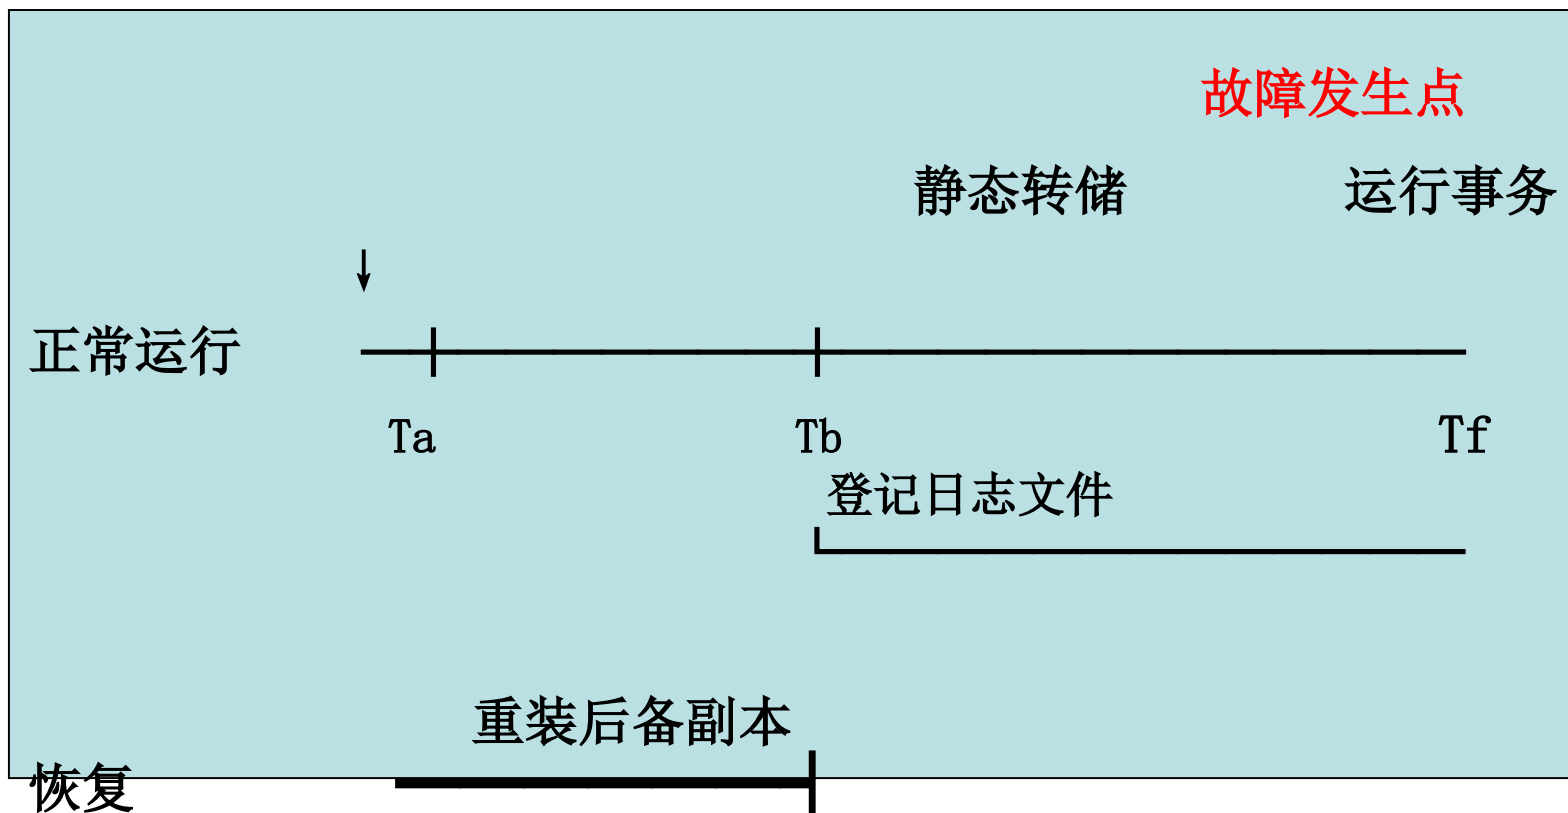 故障发生点
静态转储 运行事务
正常运行
Ta Tb Tf
登记日志文件
重装后备副本
恢复